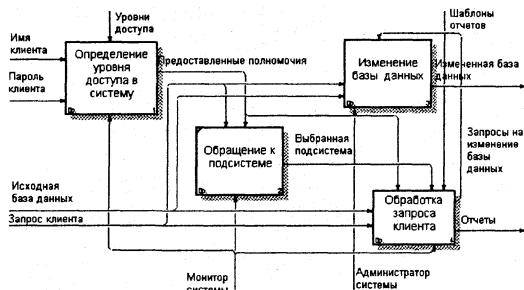 Уровни
доступа
Шаблоны
отчетов
Имя
клиента
Пароль
клиента
Определение
уровня
доступа в
систему
Предоставленные полномочия
Изменение
базы данных
Измененная база
данных
Обращение к
подсистеме
Выбранная
подсистема
Запросы на
изменение
базы
данных
Исходная
база данных
Запрос клиента
Обработка
запроса
клиента
Отчеты
Монитор
системы
Администратор
системы